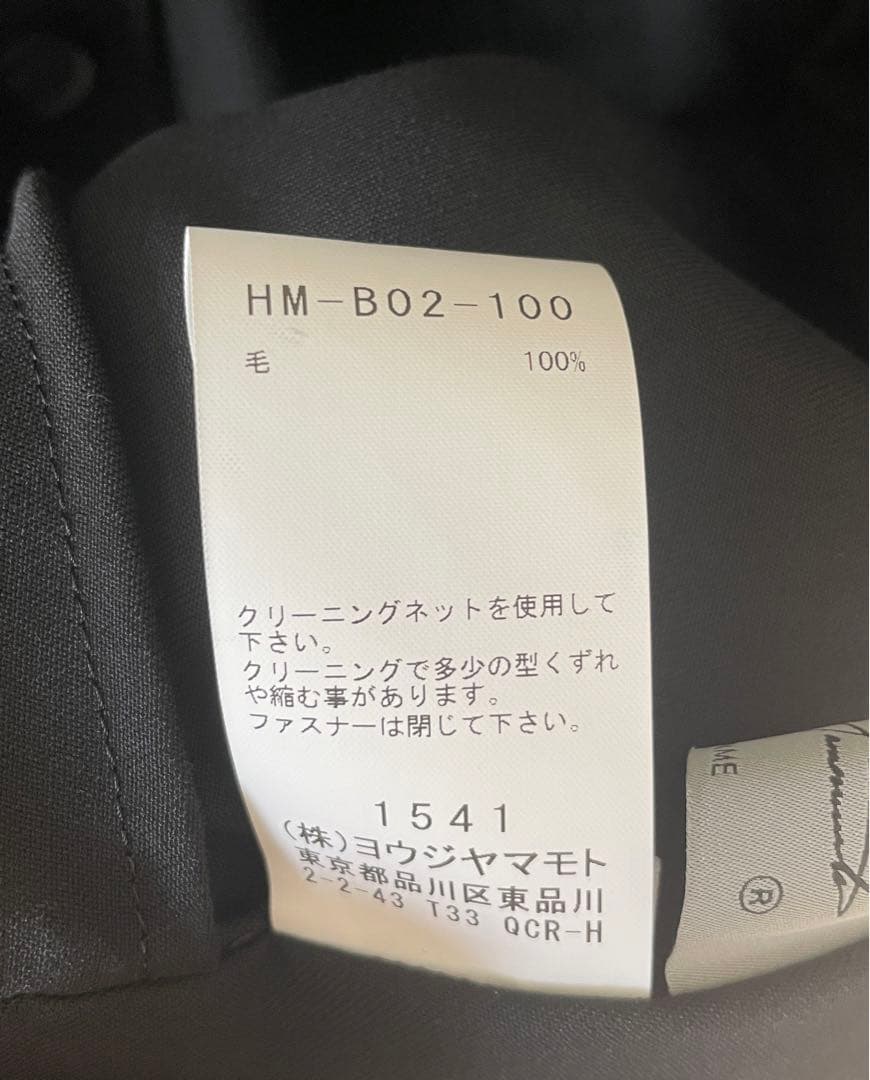 HM-B02-100
毛 100%
クリーニングネットを使用して
下さい。
クリーニングで多少の型くずれ
や縮む事があります。
ファスナーは閉じて下さい。
1541
(株)ヨウジヤマモト
東京都品川区東品川
2-2-43 T33 QCR-H
®